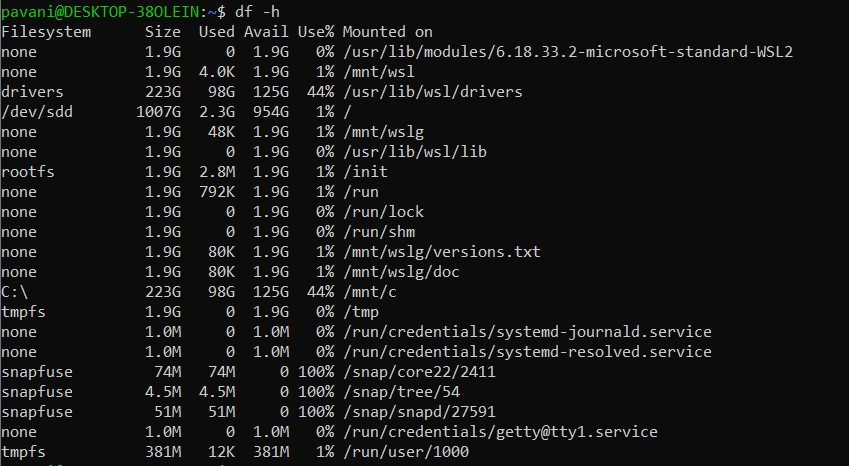 pavani@DESKTOP-38OLEIN:~$ df -h
Filesystem      Size  Used Avail Use% Mounted on
none            1.9G     0  1.9G   0% /usr/lib/modules/6.18.33.2-microsoft-standard-WSL2
none            1.9G  4.0K  1.9G   1% /mnt/wsl
drivers         223G   98G  125G  44% /usr/lib/wsl/drivers
/dev/sdd       1007G  2.3G  954G   1% /
none            1.9G   48K  1.9G   1% /mnt/wslg
none            1.9G     0  1.9G   0% /usr/lib/wsl/lib
rootfs          1.9G  2.8M  1.9G   1% /init
none            1.9G  792K  1.9G   1% /run
none            1.9G     0  1.9G   0% /run/lock
none            1.9G     0  1.9G   0% /run/shm
none            1.9G   80K  1.9G   1% /mnt/wslg/versions.txt
none            1.9G   80K  1.9G   1% /mnt/wslg/doc
C:\             223G   98G  125G  44% /mnt/c
tmpfs           1.9G     0  1.9G   0% /tmp
none            1.0M     0  1.0M   0% /run/credentials/systemd-journald.service
none            1.0M     0  1.0M   0% /run/credentials/systemd-resolved.service
snapfuse         74M   74M     0 100% /snap/core22/2411
snapfuse        4.5M  4.5M     0 100% /snap/tree/54
snapfuse         51M   51M     0 100% /snap/snapd/27591
none            1.0M     0  1.0M   0% /run/credentials/getty@tty1.service
tmpfs           381M   12K  381M   1% /run/user/1000